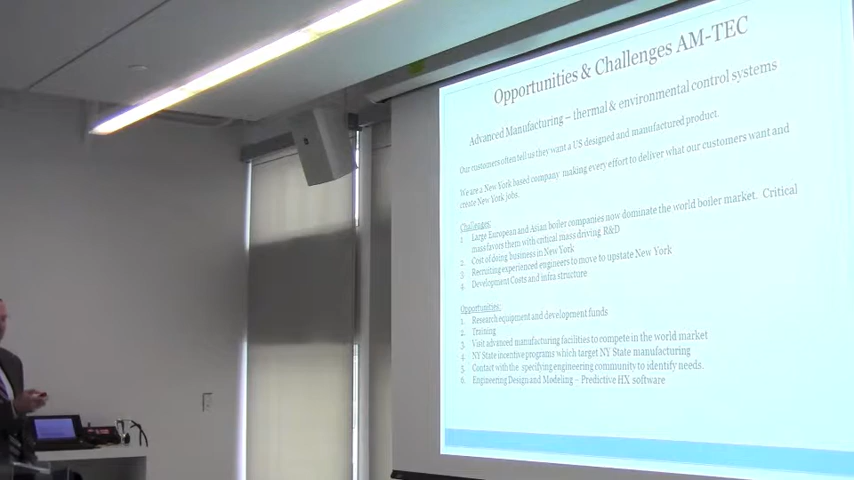 Opportunities & Challenges AM-TEC
Advanced Manufacturing – thermal & environmental control systems
Our customers often tell us they want a US designed and manufactured product.
We are a New York based company making every effort to deliver what our customers want and
create New York jobs.
Challenges:
1. Large European and Asian boiler companies now dominate the world boiler market. Critical
mass favors them with critical mass driving R&D
2. Cost of doing business in New York
3. Recruiting experienced engineers to move to upstate New York
4. Development Costs and infra structure
Opportunities:
1. Research equipment and development funds
2. Training
3. Visit advanced manufacturing facilities to compete in the world market
4. NY State incentive programs which target NY State manufacturing
5. Contact with the specifying engineering community to identify needs.
6. Engineering Design and Modeling – Predictive HX software